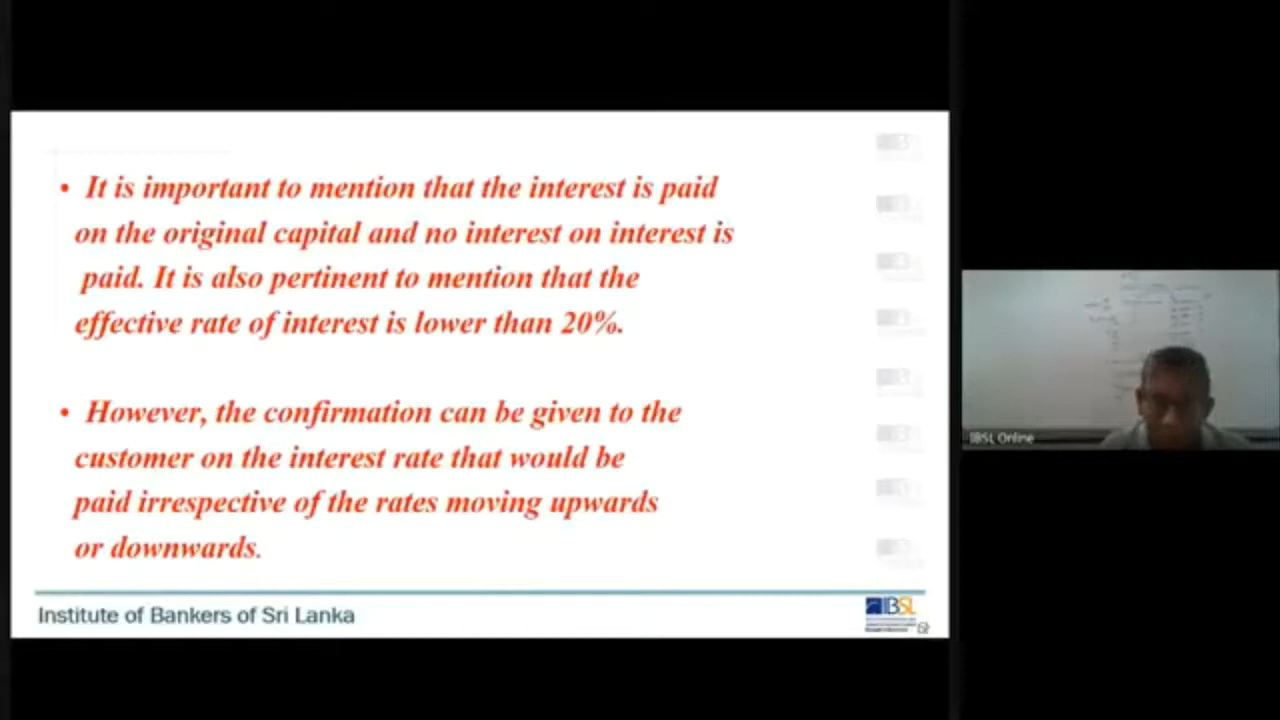 • It is important to mention that the interest is paid
on the original capital and no interest on interest is
paid. It is also pertinent to mention that the
effective rate of interest is lower than 20%.
• However, the confirmation can be given to the
customer on the interest rate that would be
paid irrespective of the rates moving upwards
or downwards.
Institute of Bankers of Sri Lanka
IBSL
IBSL Online